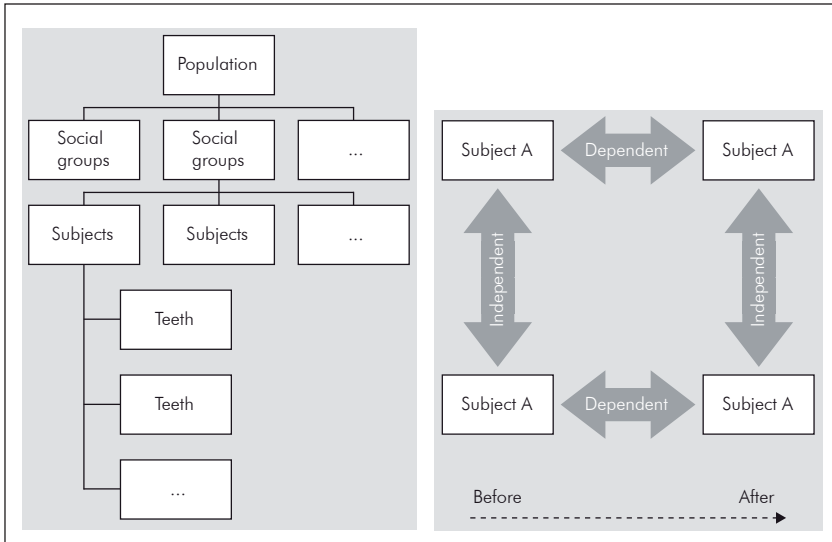 Population
Social
groups
Social
groups
...
Subjects
Subjects
...
Teeth
Teeth
...
Subject A
Dependent
Subject A
Independent
Independent
Subject A
Dependent
Subject A
Before
After